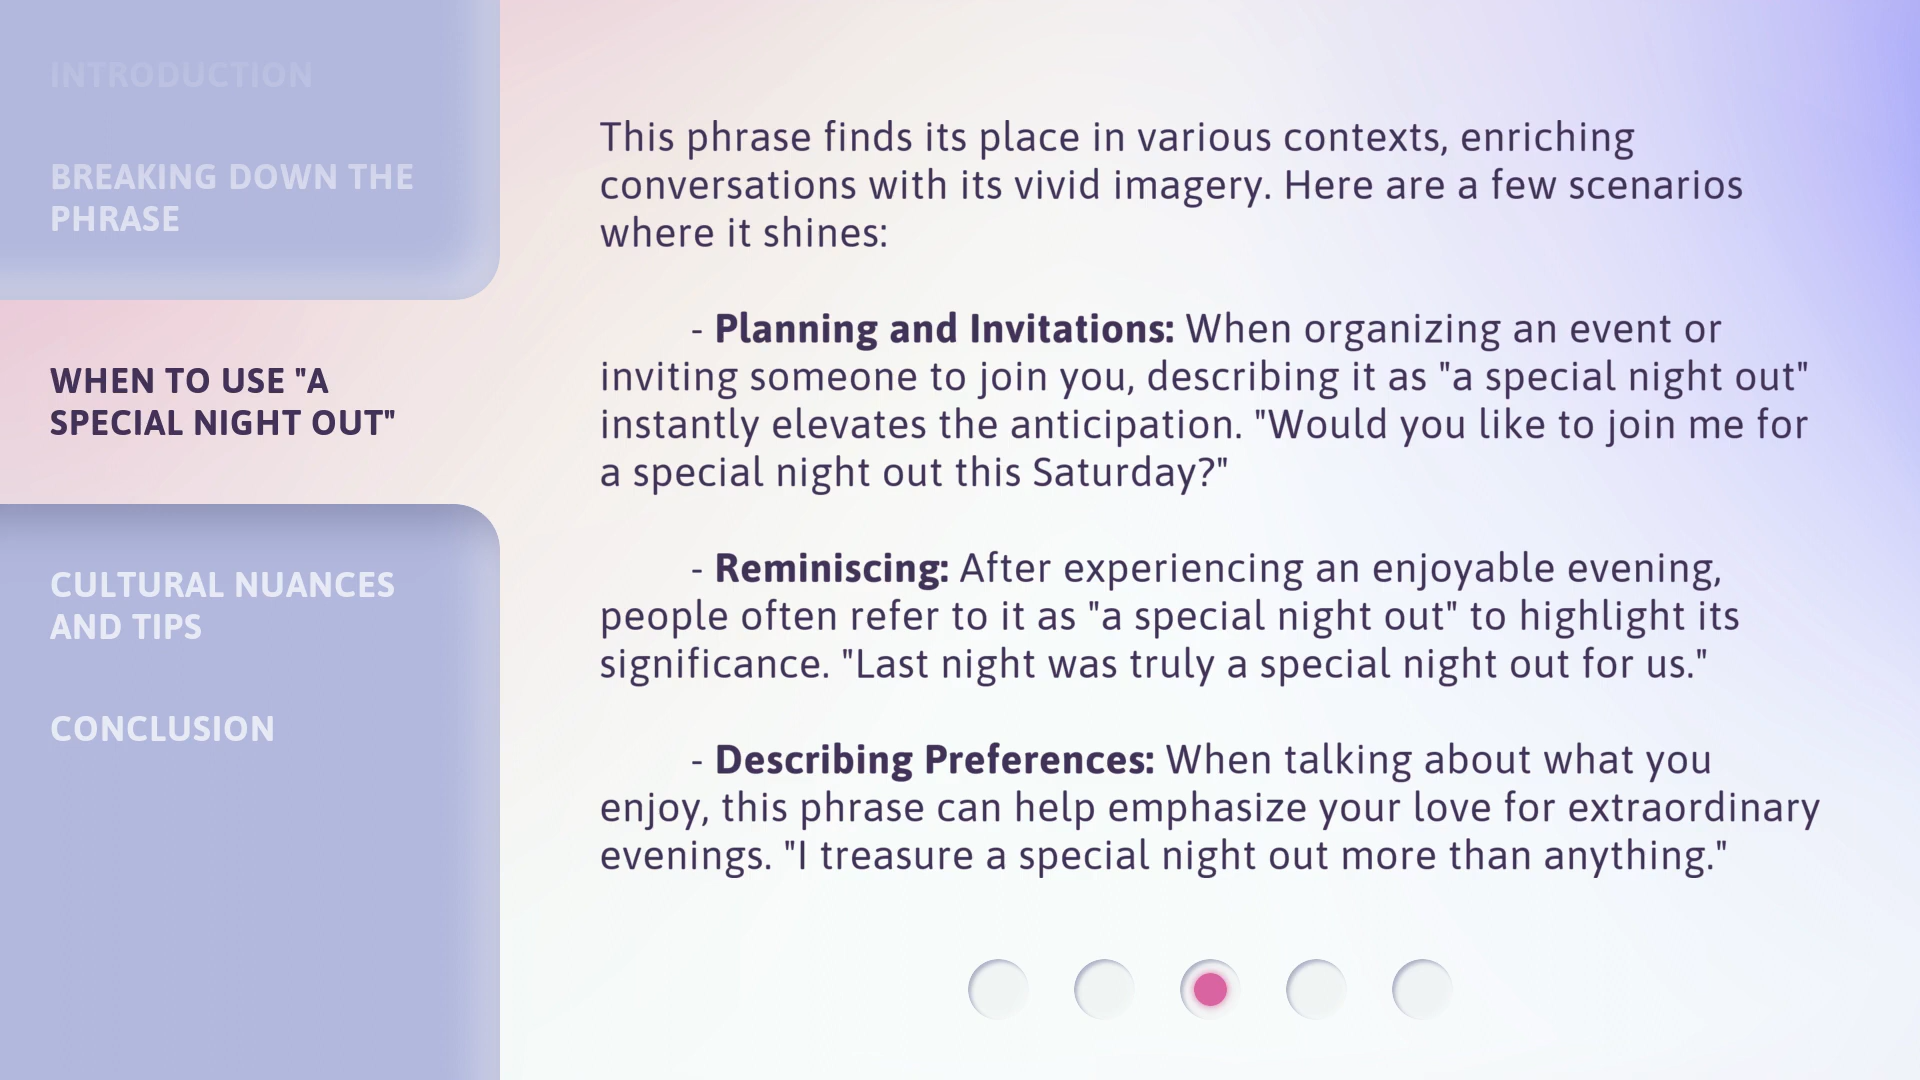 INTRODUCTION
BREAKING DOWN THE
PHRASE
WHEN TO USE "A
SPECIAL NIGHT OUT"
CULTURAL NUANCES
AND TIPS
CONCLUSION
This phrase finds its place in various contexts, enriching
conversations with its vivid imagery. Here are a few scenarios
where it shines:
- Planning and Invitations: When organizing an event or
inviting someone to join you, describing it as "a special night out"
instantly elevates the anticipation. "Would you like to join me for
a special night out this Saturday?"
- Reminiscing: After experiencing an enjoyable evening,
people often refer to it as "a special night out" to highlight its
significance. "Last night was truly a special night out for us."
- Describing Preferences: When talking about what you
enjoy, this phrase can help emphasize your love for extraordinary
evenings. "I treasure a special night out more than anything."